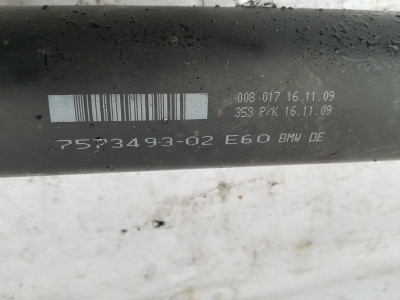 008 017 16.11.09
353 P/K 16.11.09
7573493-02 E60 BMW DE